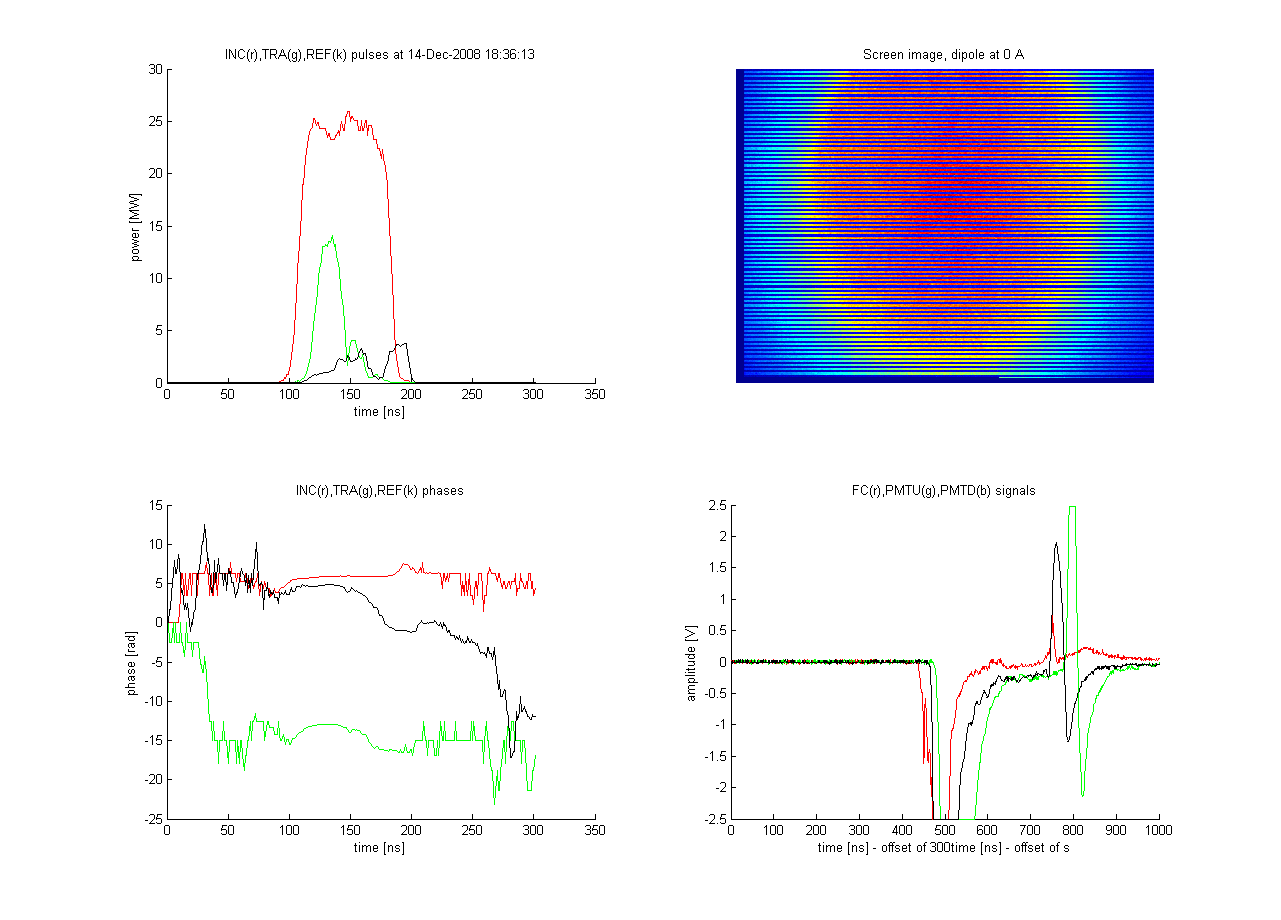 INC(r),TRA(g),REF(k) pulses at 14-Dec-2008 18:36:13
30
25
20
15
10
5
0
power [MW]
0 50 100 150 200 250 300 350
time [ns]
Screen image, dipole at 0 A
INC(r),TRA(g),REF(k) phases
15
10
5
0
-5
-10
-15
-20
-25
phase [rad]
0 50 100 150 200 250 300 350
time [ns]
FC(r),PMTU(g),PMTD(b) signals
2.5
2
1.5
1
0.5
0
-0.5
-1
-1.5
-2
-2.5
amplitude [V]
0 100 200 300 400 500 600 700 800 900 1000
time [ns] - offset of 300time [ns] - offset of s